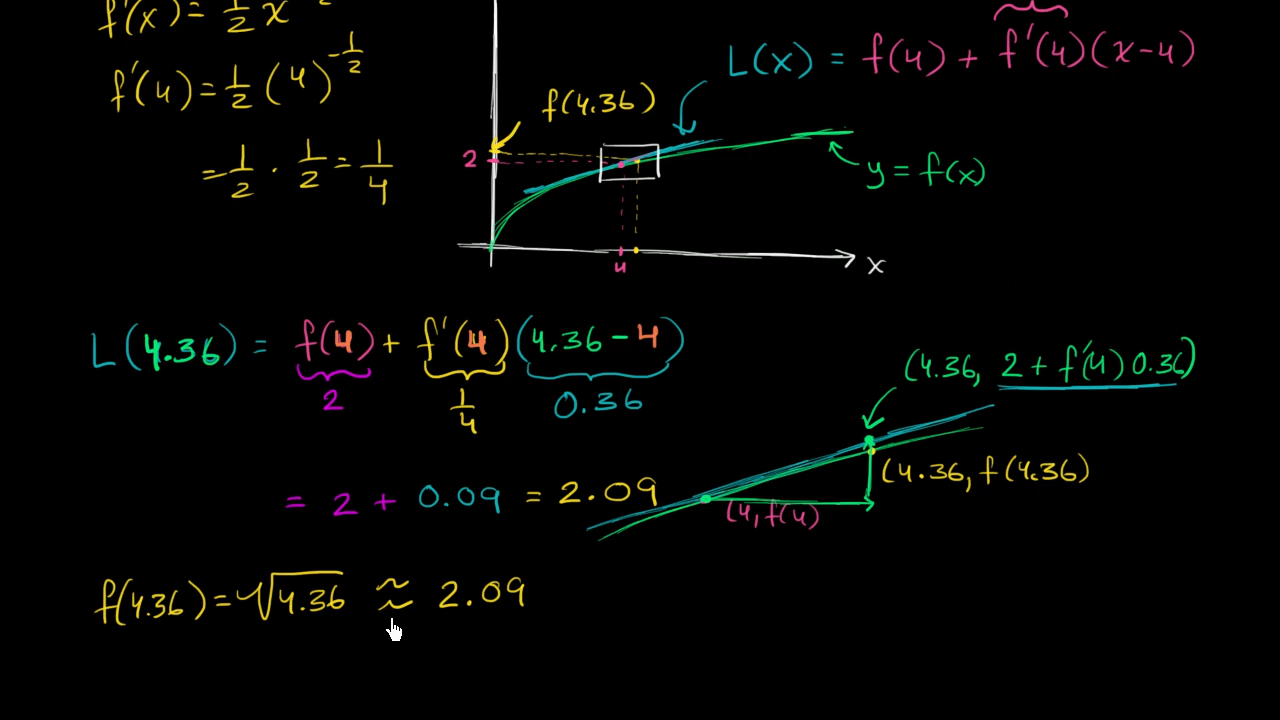 f'(x) = 1/2 x
L(x) = f(4) + f'(4)(x-4)
f'(4) = 1/2 (4)^(-1/2)
f(4.36)
= 1/2 · 1/2 = 1/4
2
y = f(x)
4
x
L(4.36) = f(4) + f'(4)(4.36-4)
2
1/4
0.36
(4.36, 2 + f'(4) 0.36)
(4.36, f(4.36)
= 2 + 0.09 = 2.09
(4, f(4)
f(4.36) = √4.36 ≈ 2.09